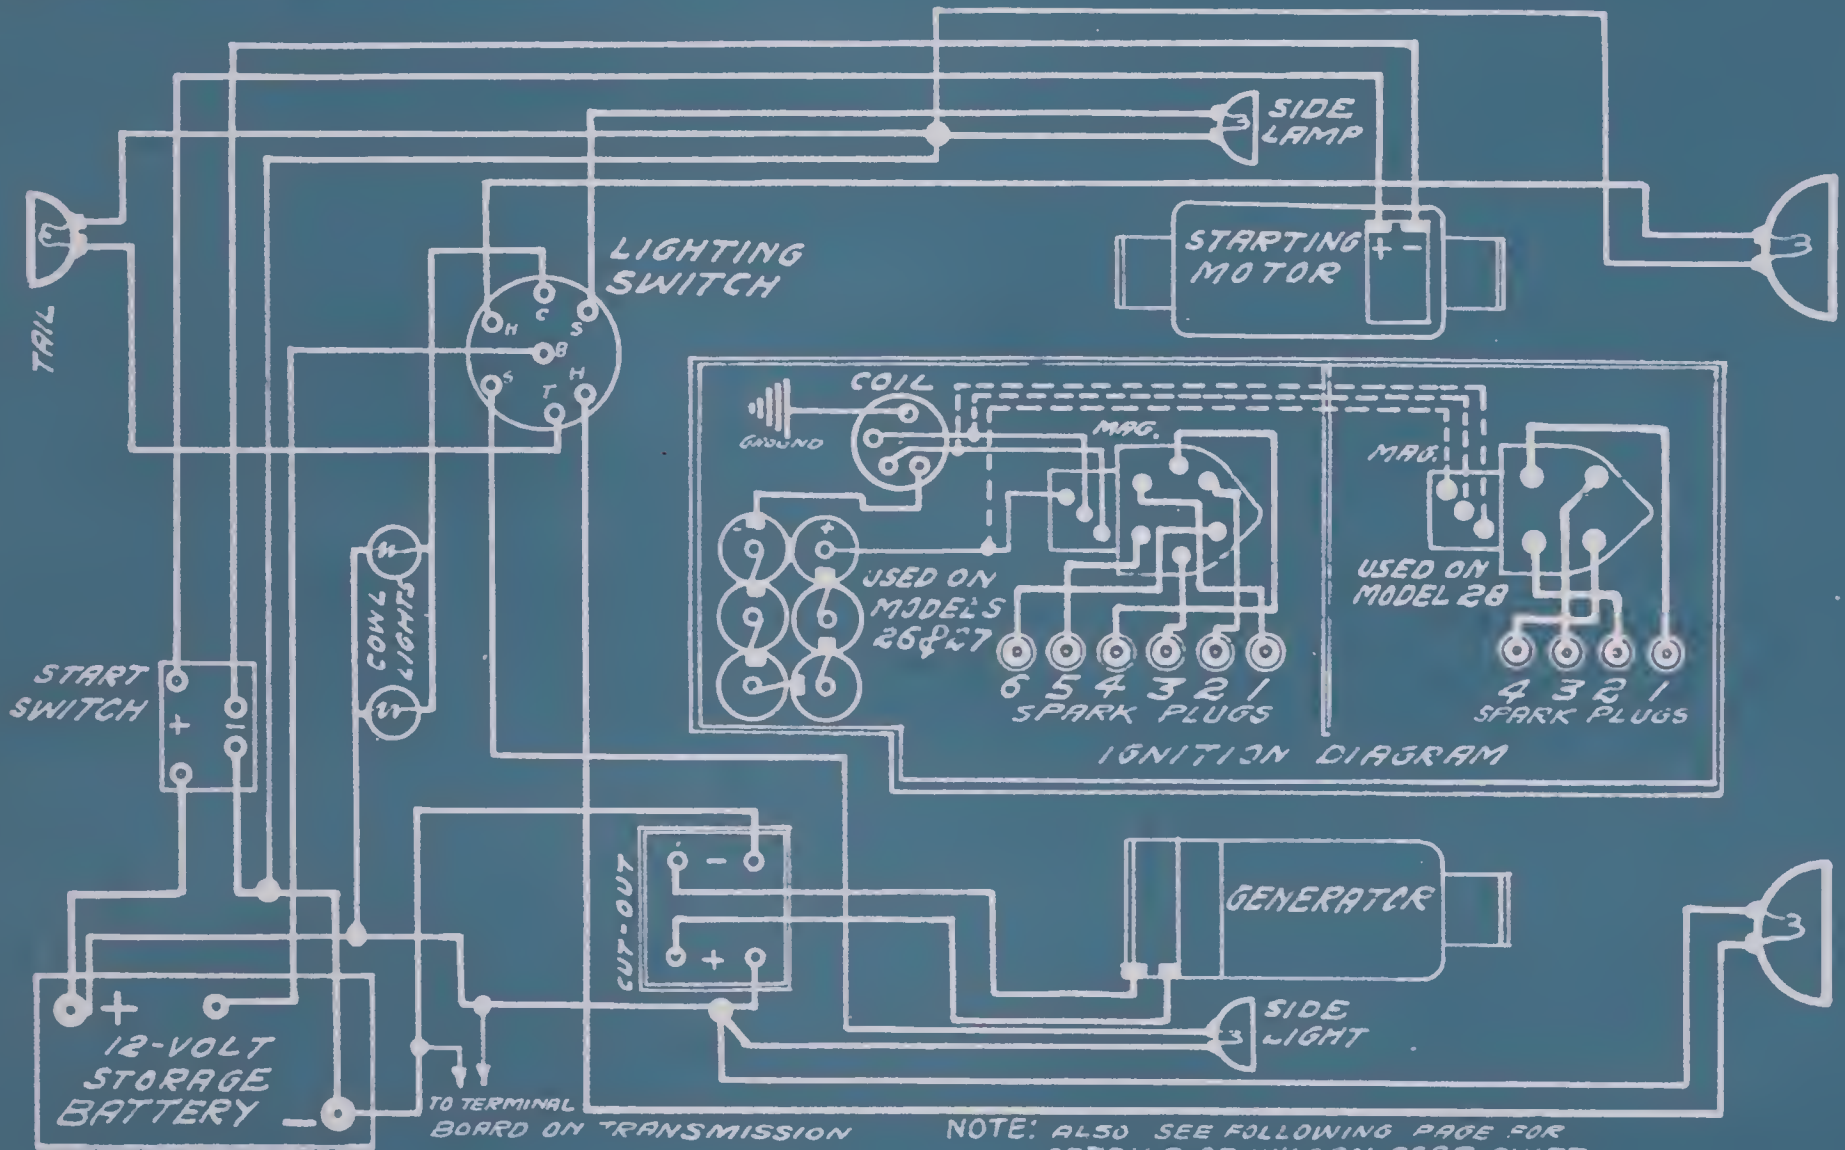 SIDE
LAMP
LIGHTING
SWITCH
STARTING
MOTOR
+ -
TAIL
H
C
S
B
S
T
H
COIL
GROUND
MAG.
MAG.
- +
USED ON
MODELS
26 & 27
USED ON
MODEL 28
COWL
LIGHTS
START
SWITCH
+ -
6 5 4 3 2 1
SPARK PLUGS
4 3 2 1
SPARK PLUGS
IGNITION DIAGRAM
CUT-OUT
-
+
GENERATOR
SIDE
LIGHT
+
12-VOLT
STORAGE
BATTERY -
TO TERMINAL
BOARD ON TRANSMISSION
NOTE: ALSO SEE FOLLOWING PAGE FOR